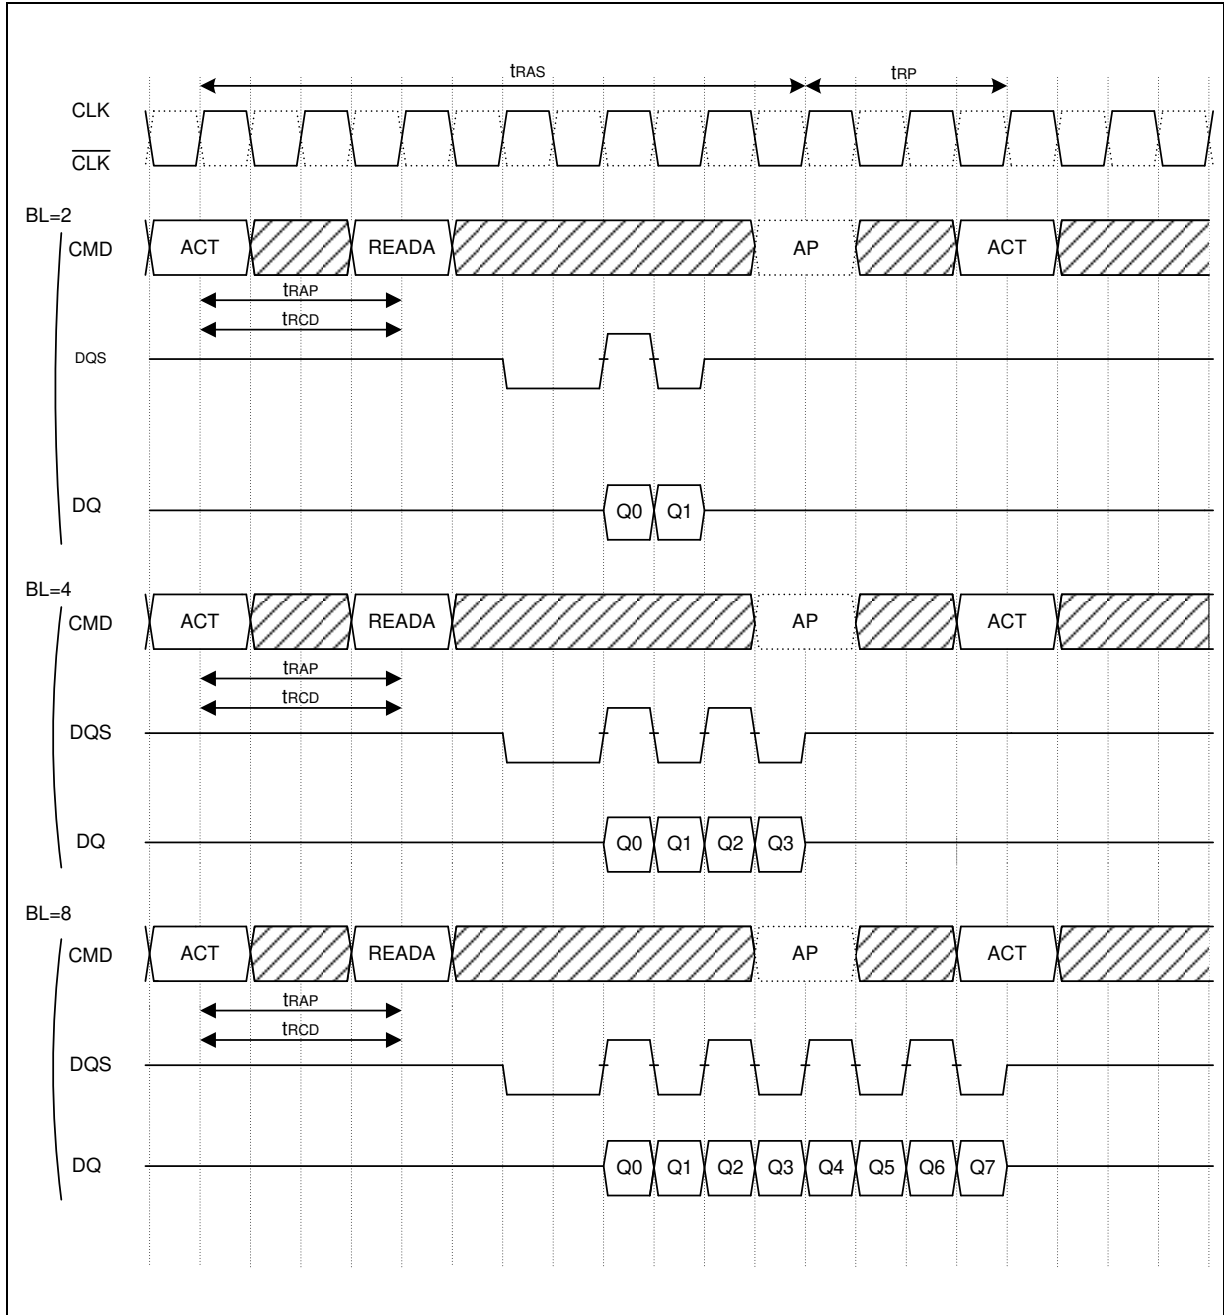 tRAS tRP
CLK
CLK
BL=2
CMD ACT READA AP ACT
tRAP
tRCD
DQS
DQ Q0 Q1
BL=4
CMD ACT READA AP ACT
tRAP
tRCD
DQS
DQ Q0 Q1 Q2 Q3
BL=8
CMD ACT READA AP ACT
tRAP
tRCD
DQS
DQ Q0 Q1 Q2 Q3 Q4 Q5 Q6 Q7